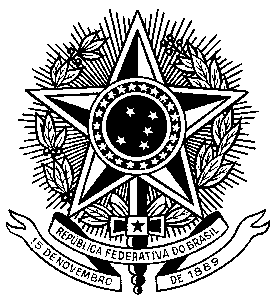 REPÚBLICA FEDERATIVA DO BRASIL
15 DE NOVEMBRO
DE 1889